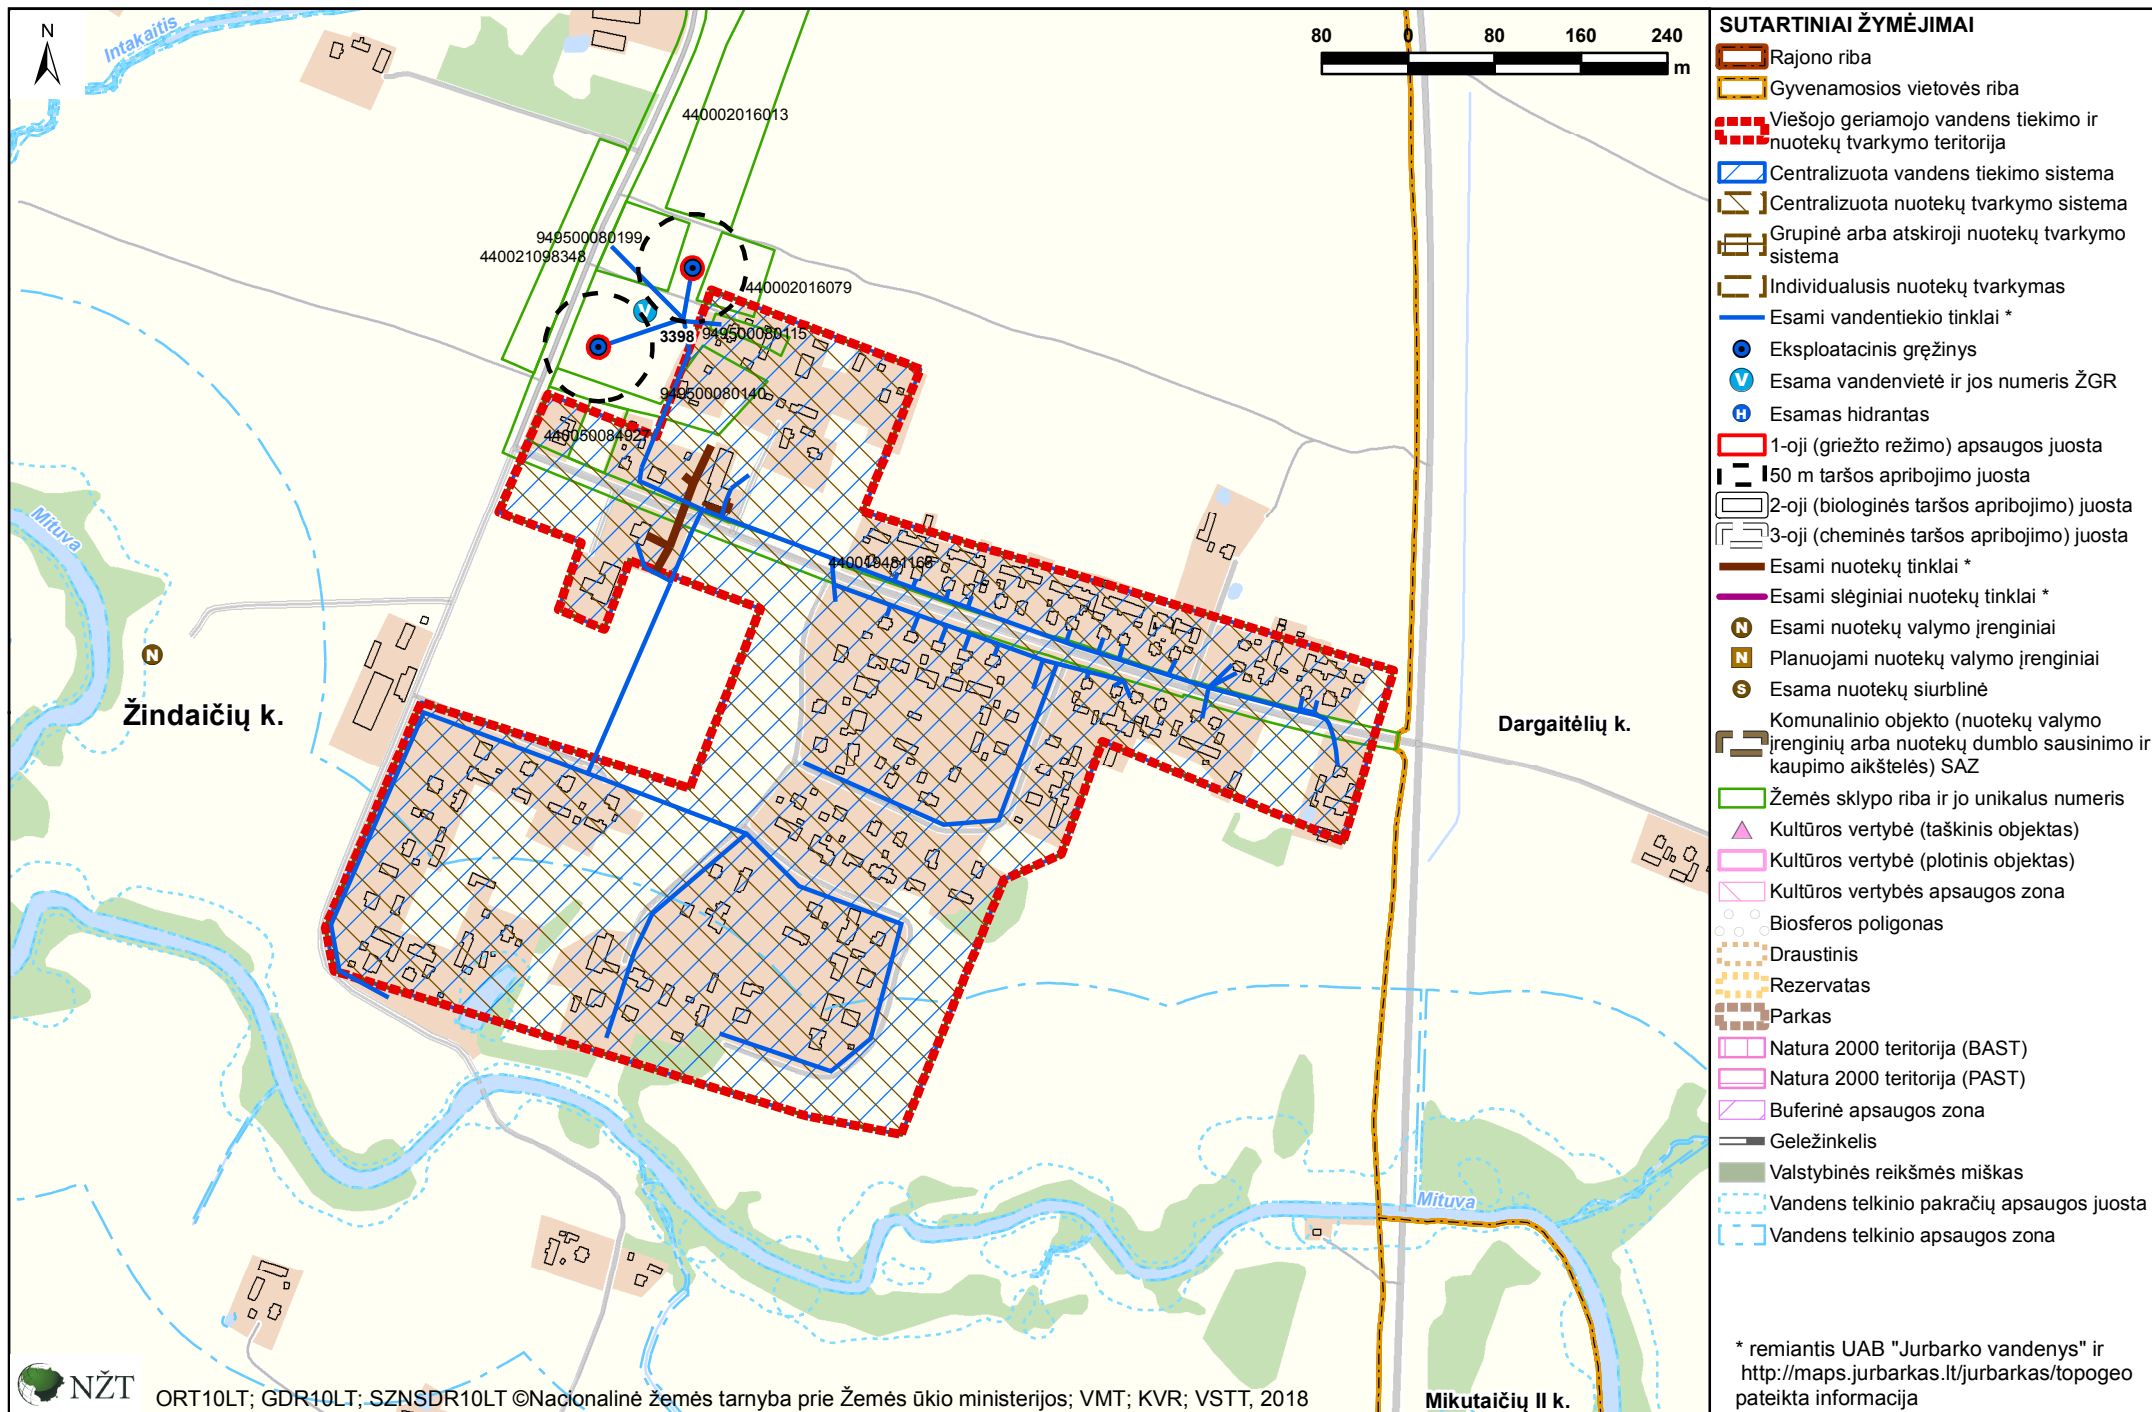 N
Intakaitis
80 0 80 160 240
m
440002016013
949500080199
440021098348
440002016079
V
3398
949500080115
949500080140
440050084927
440019481168
Mituva
N
Žindaičių k.
Dargaitėlių k.
Mituva
Mikutaičių II k.
NŽT
ORT10LT; GDR10LT; SZNSDR10LT ©Nacionalinė žemės tarnyba prie Žemės ūkio ministerijos; VMT; KVR; VSTT, 2018
SUTARTINIAI ŽYMĖJIMAI
Rajono riba
Gyvenamosios vietovės riba
Viešojo geriamojo vandens tiekimo ir
nuotekų tvarkymo teritorija
Centralizuota vandens tiekimo sistema
Centralizuota nuotekų tvarkymo sistema
Grupinė arba atskiroji nuotekų tvarkymo
sistema
Individualusis nuotekų tvarkymas
Esami vandentiekio tinklai *
Eksploatacinis gręžinys
V Esama vandenvietė ir jos numeris ŽGR
H Esamas hidrantas
1-oji (griežto režimo) apsaugos juosta
50 m taršos apribojimo juosta
2-oji (biologinės taršos apribojimo) juosta
3-oji (cheminės taršos apribojimo) juosta
Esami nuotekų tinklai *
Esami slėginiai nuotekų tinklai *
N Esami nuotekų valymo įrenginiai
N Planuojami nuotekų valymo įrenginiai
S Esama nuotekų siurblinė
Komunalinio objekto (nuotekų valymo
įrenginių arba nuotekų dumblo sausinimo ir
kaupimo aikštelės) SAZ
Žemės sklypo riba ir jo unikalus numeris
Kultūros vertybė (taškinis objektas)
Kultūros vertybė (plotinis objektas)
Kultūros vertybės apsaugos zona
Biosferos poligonas
Draustinis
Rezervatas
Parkas
Natura 2000 teritorija (BAST)
Natura 2000 teritorija (PAST)
Buferinė apsaugos zona
Geležinkelis
Valstybinės reikšmės miškas
Vandens telkinio pakračių apsaugos juosta
Vandens telkinio apsaugos zona
* remiantis UAB "Jurbarko vandenys" ir
http://maps.jurbarkas.lt/jurbarkas/topogeo
pateikta informacija